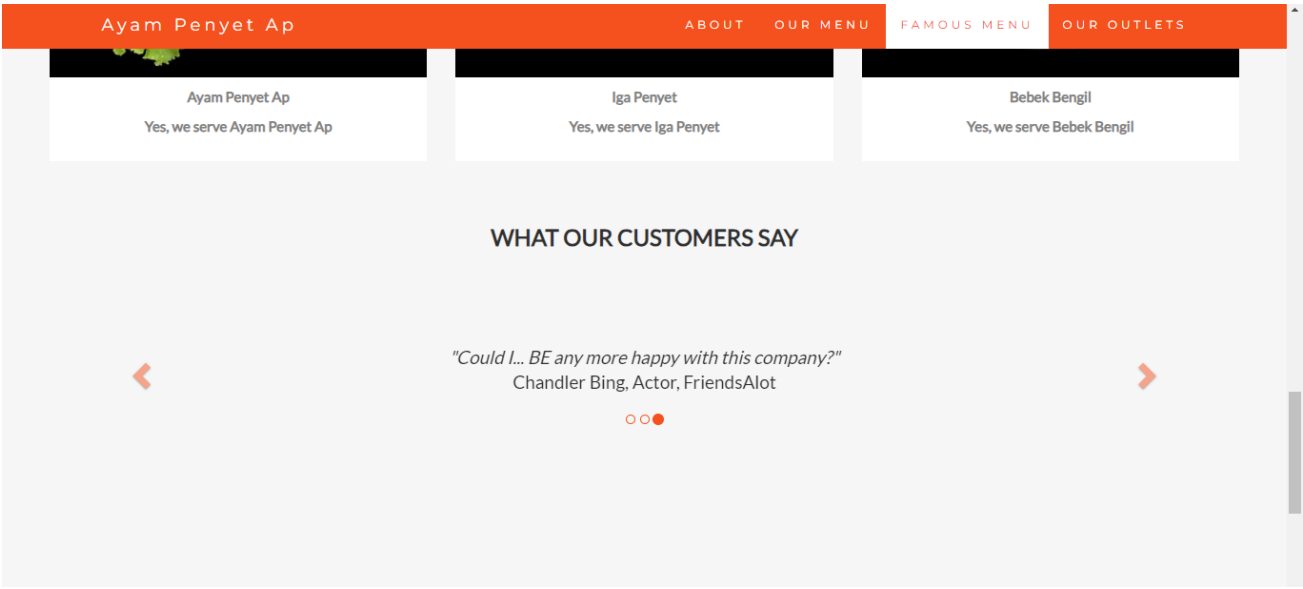 Ayam Penyet Ap
ABOUT OUR MENU FAMOUS MENU OUR OUTLETS
Ayam Penyet Ap
Yes, we serve Ayam Penyet Ap
Iga Penyet
Yes, we serve Iga Penyet
Bebek Bengil
Yes, we serve Bebek Bengil
WHAT OUR CUSTOMERS SAY
"Could I... BE any more happy with this company?"
Chandler Bing, Actor, FriendsAlot